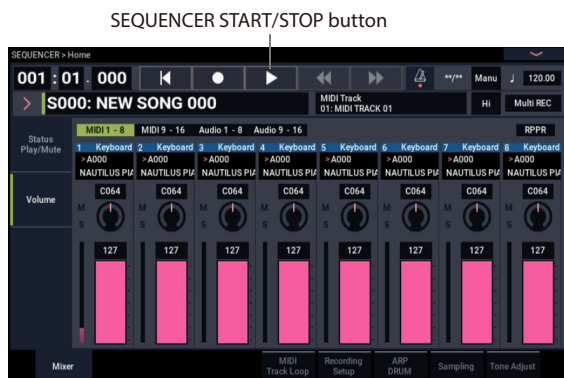 SEQUENCER START/STOP button
SEQUENCER > Home
001 : 01 . 000 **/** Manu ♩ 120.00
> S000: NEW SONG 000 MIDI Track 01: MIDI TRACK 01 Hi Multi REC
Status Play/Mute MIDI 1 - 8 MIDI 9 - 16 Audio 1 - 8 Audio 9 - 16 RPPR
1 Keyboard 2 Keyboard 3 Keyboard 4 Keyboard 5 Keyboard 6 Keyboard 7 Keyboard 8 Keyboard
>A000 >A000 >A000 >A000 >A000 >A000 >A000 >A000
NAUTILUS PIA NAUTILUS PIA NAUTILUS PIA NAUTILUS PIA NAUTILUS PIA NAUTILUS PIA NAUTILUS PIA NAUTILUS PIA
Volume C064 C064 C064 C064 C064 C064 C064 C064
M M M M M M M M
S S S S S S S S
127 127 127 127 127 127 127 127
Mixer MIDI Track Loop Recording Setup ARP DRUM Sampling Tone Adjust